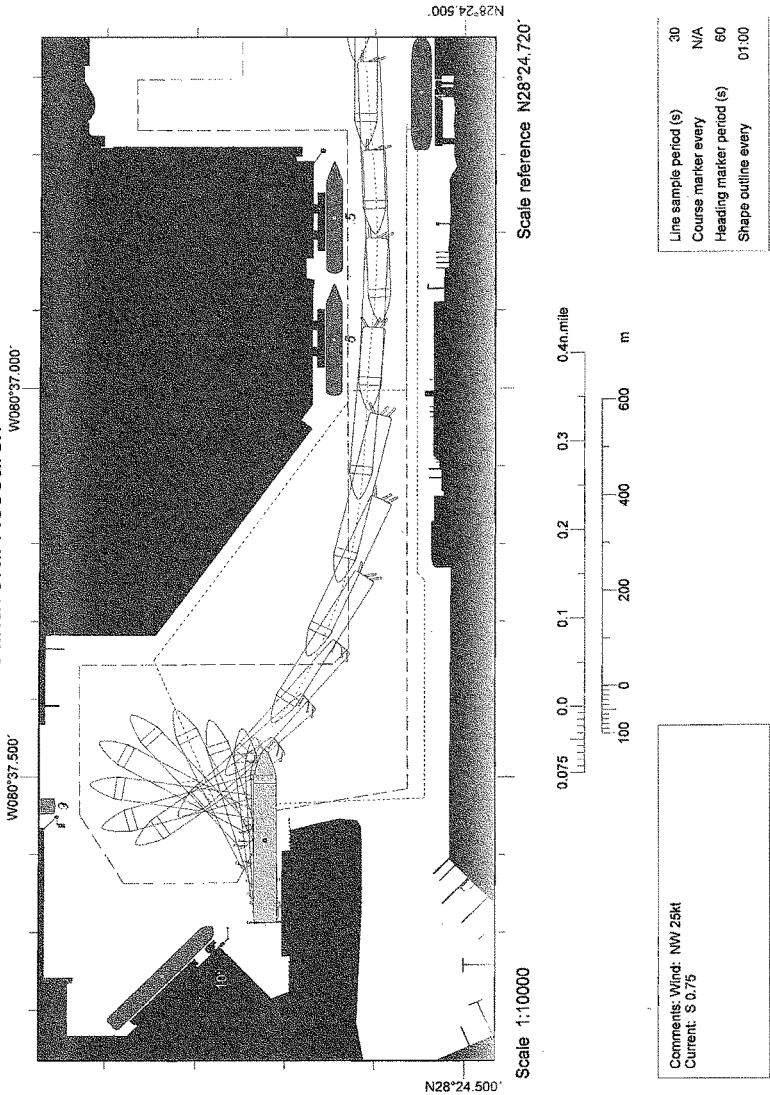 W080°37.500´
W080°37.000´
N28°24.500´
N28°24.500´
9
10
6
5
Scale 1:10000
Scale reference N28°24.720´
0.075
0.0
0.1
0.2
0.3
0.4n.mile
100
0
200
400
600
m
Comments: Wind: NW 25kt
Current: S 0.75
Line sample period (s) 30
Course marker every N/A
Heading marker period (s) 60
Shape outline every 01:00